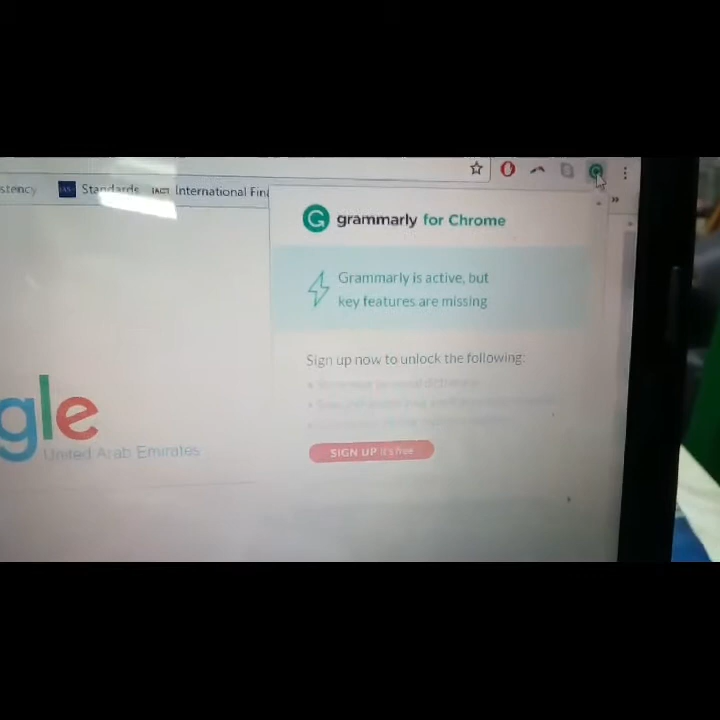 stency Standards IACT International Fin
grammarly for Chrome
Grammarly is active, but
key features are missing
Sign up now to unlock the following:
gle
United Arab Emirates
SIGN UP it's free